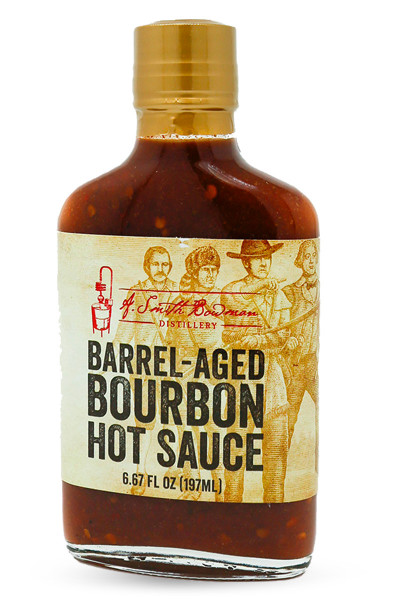 A. Smith Bowman
DISTILLERY
BARREL-AGED
BOURBON
HOT SAUCE
6.67 FL OZ (197ML)